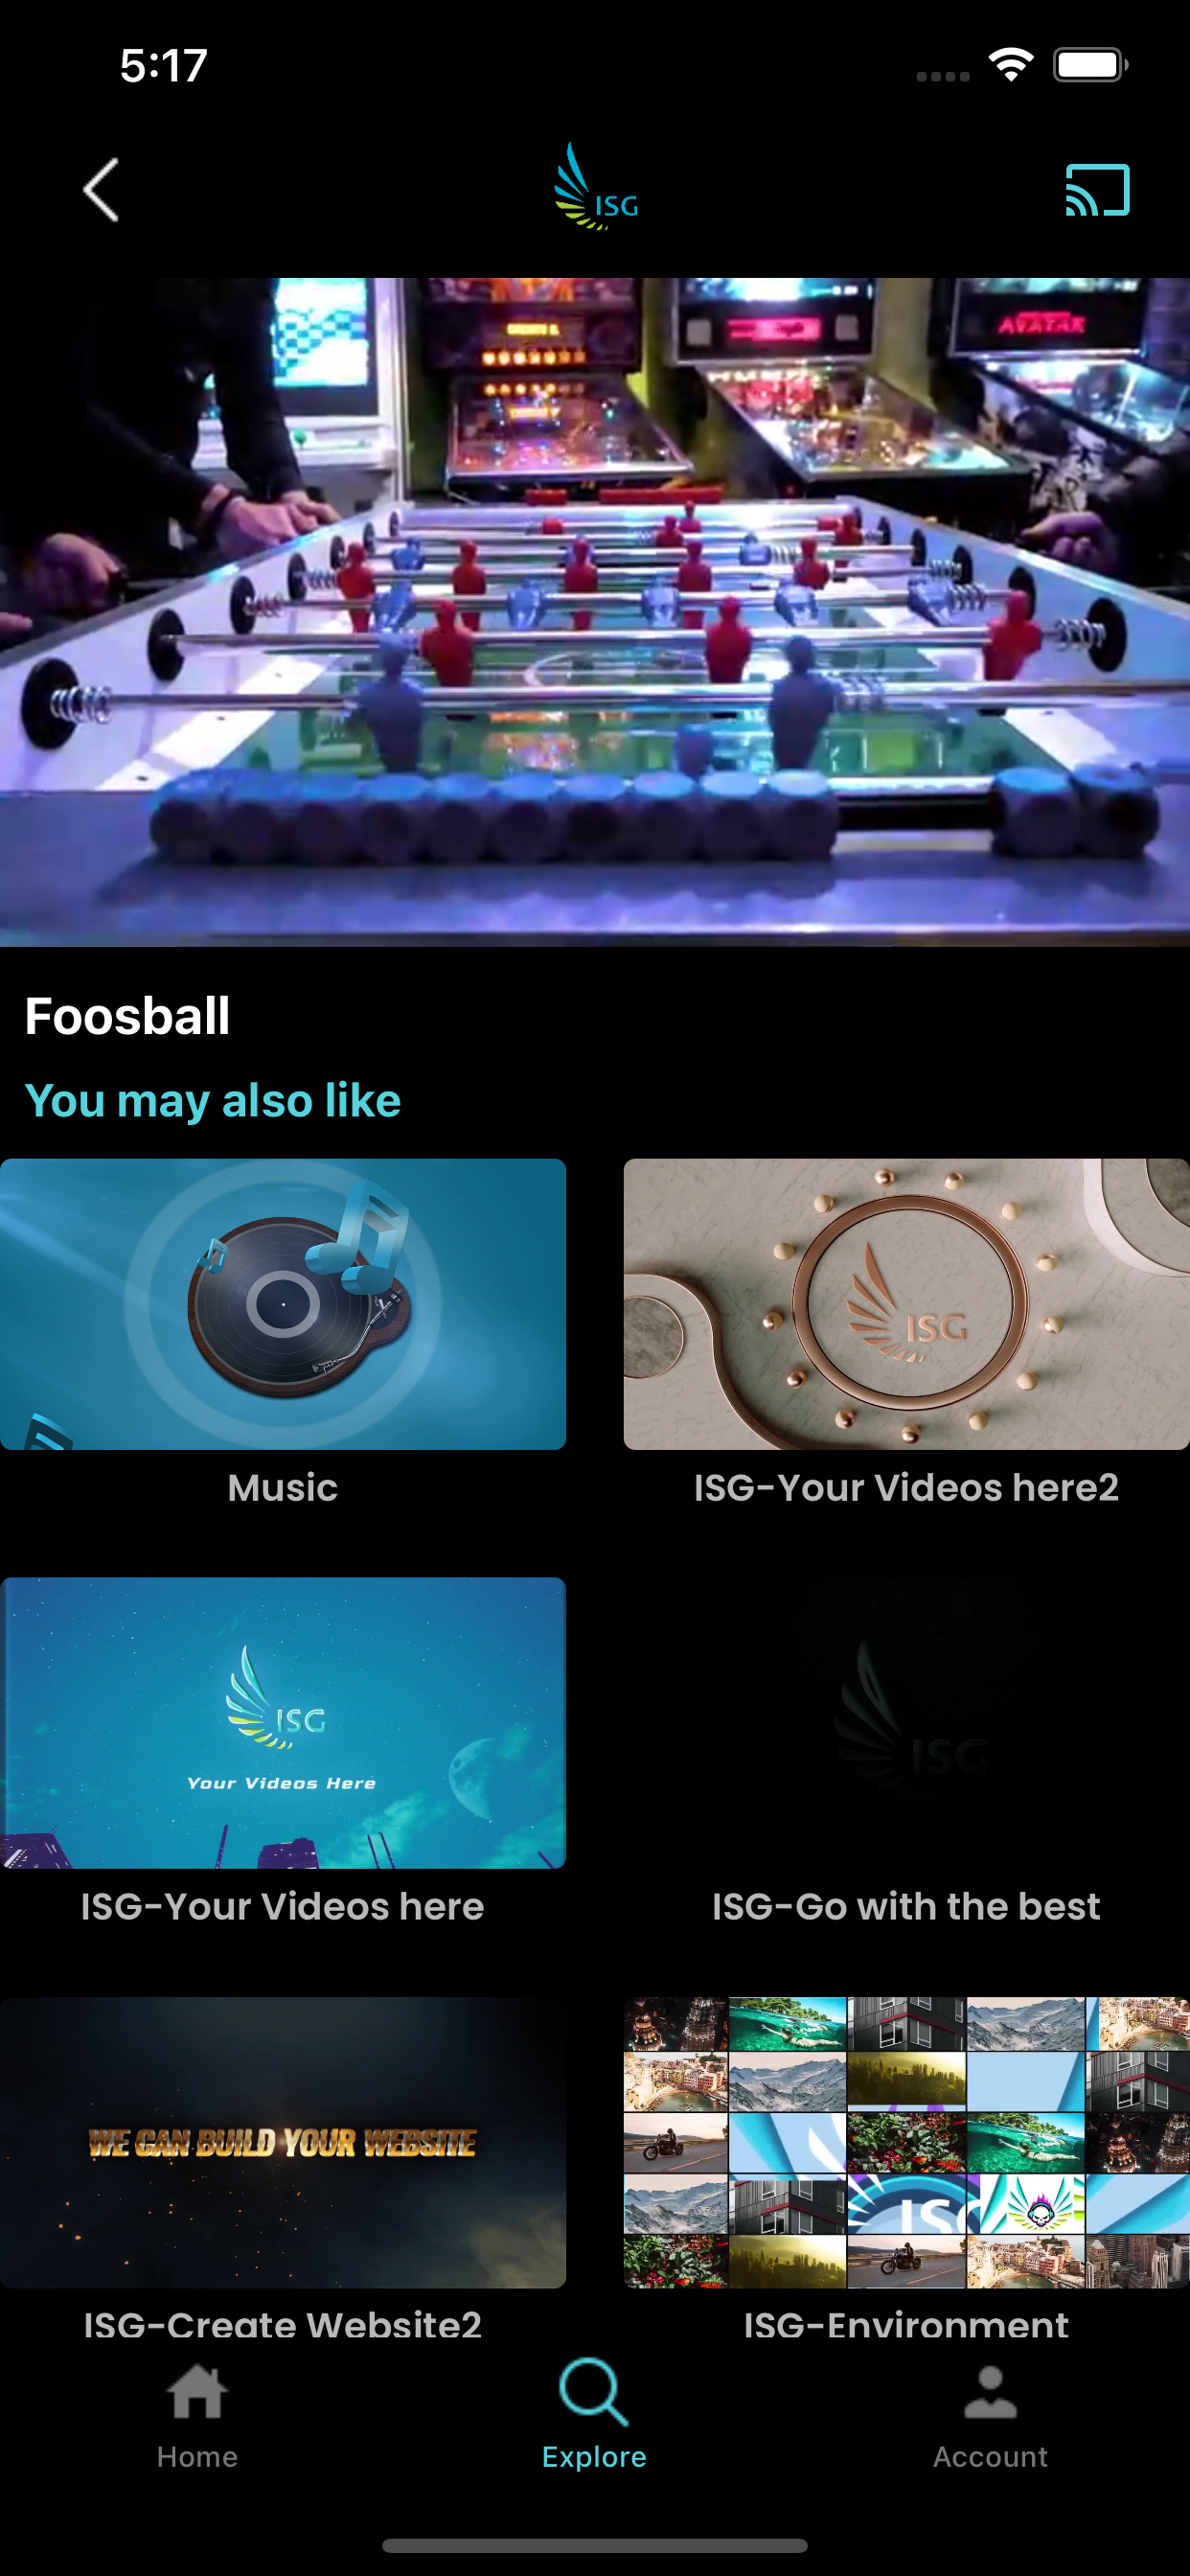 5:17
ISG
AVATAR
Foosball
You may also like
ISG
Music
ISG-Your Videos here2
ISG
Your Videos Here
ISG
ISG-Your Videos here
ISG-Go with the best
WE CAN BUILD YOUR WEBSITE
ISG
ISG-Create Website2
ISG-Environment
Home
Explore
Account